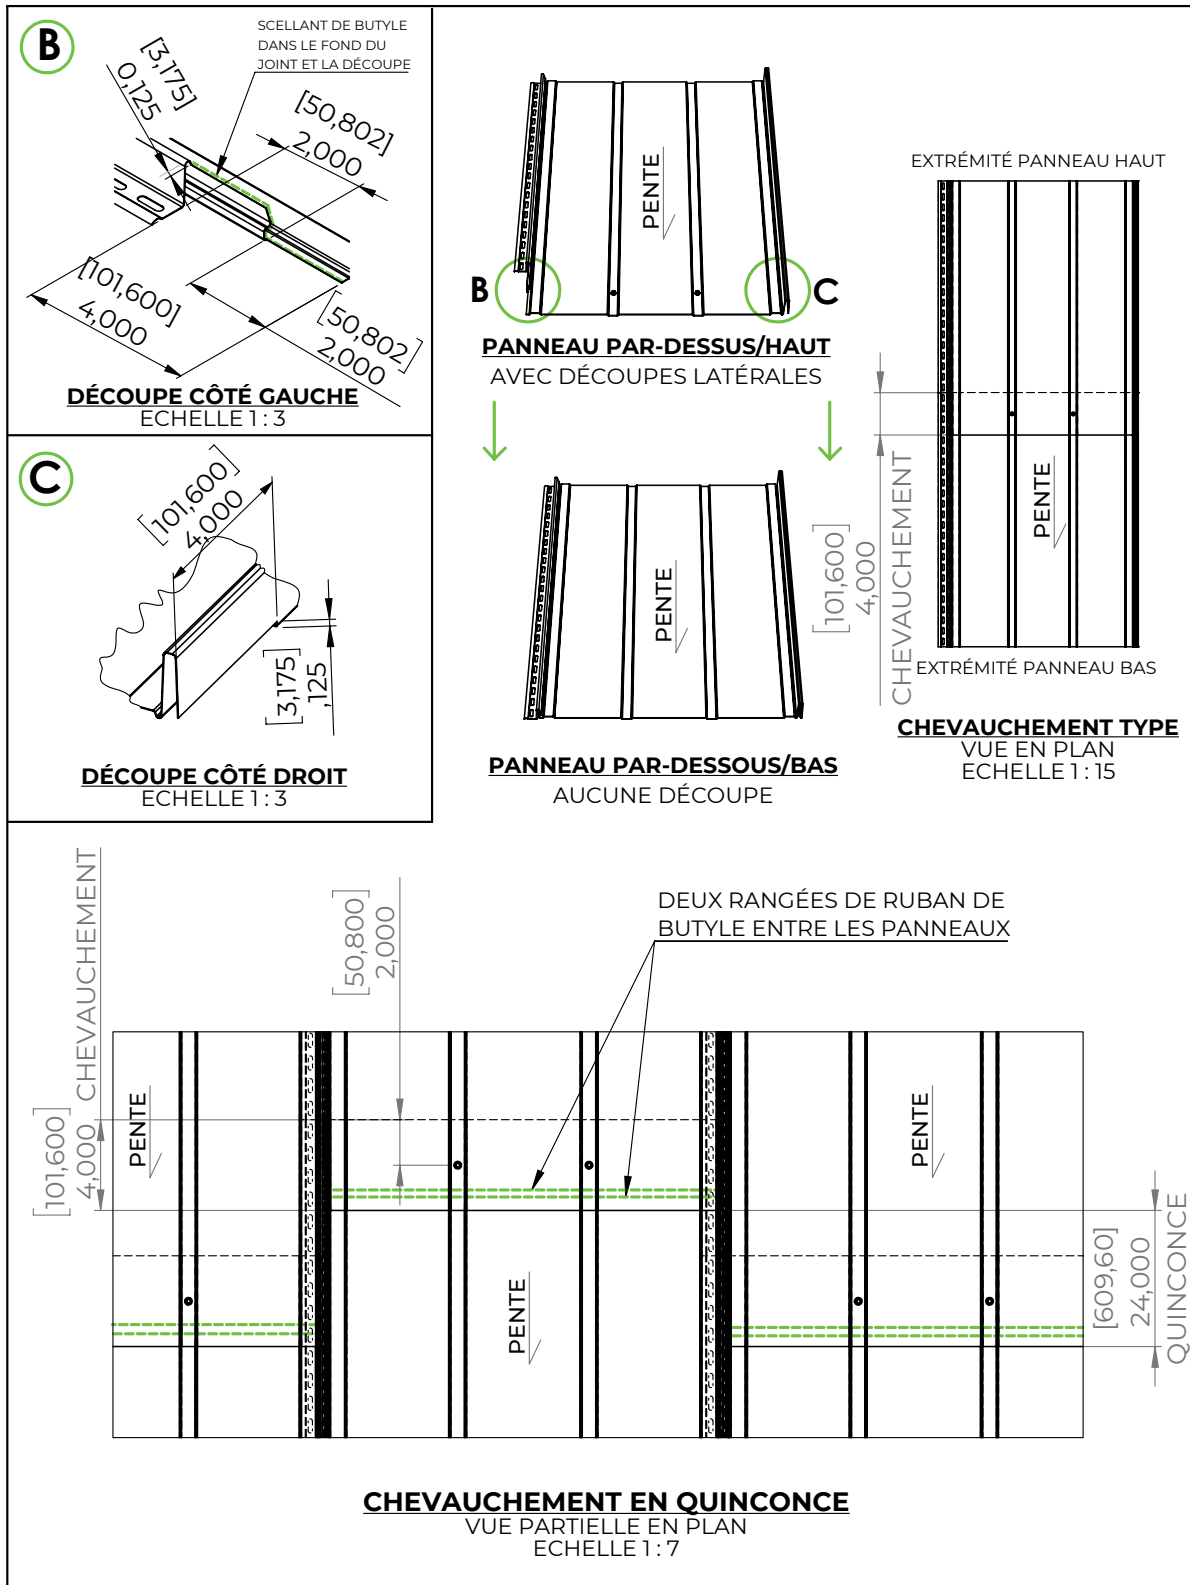 B
SCELLANT DE BUTYLE
DANS LE FOND DU
JOINT ET LA DÉCOUPE
[3,175]
0,125
[50,802]
2,000
[101,600]
4,000
[50,802]
2,000
DÉCOUPE CÔTÉ GAUCHE
ECHELLE 1 : 3
C
[101,600]
4,000
[3,175]
,125
DÉCOUPE CÔTÉ DROIT
ECHELLE 1 : 3
PENTE
B
C
PANNEAU PAR-DESSUS/HAUT
AVEC DÉCOUPES LATÉRALES
PENTE
PANNEAU PAR-DESSOUS/BAS
AUCUNE DÉCOUPE
EXTRÉMITÉ PANNEAU HAUT
[101,600]
4,000
CHEVAUCHEMENT
PENTE
EXTRÉMITÉ PANNEAU BAS
CHEVAUCHEMENT TYPE
VUE EN PLAN
ECHELLE 1 : 15
[101,600]
4,000
CHEVAUCHEMENT
[50,800]
2,000
DEUX RANGÉES DE RUBAN DE
BUTYLE ENTRE LES PANNEAUX
PENTE
PENTE
PENTE
[609,60]
24,000
QUINCONCE
CHEVAUCHEMENT EN QUINCONCE
VUE PARTIELLE EN PLAN
ECHELLE 1 : 7